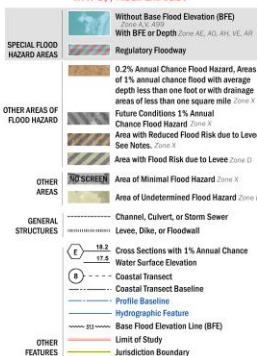 Without Base Flood Elevation (BFE)
Zone A,V, A99
With BFE or Depth Zone AE, AO, AH, VE, AR
SPECIAL FLOOD
HAZARD AREAS
Regulatory Floodway
0.2% Annual Chance Flood Hazard, Areas
of 1% annual chance flood with average
depth less than one foot or with drainage
areas of less than one square mile Zone X
Future Conditions 1% Annual
Chance Flood Hazard Zone X
OTHER AREAS OF
FLOOD HAZARD
Area with Reduced Flood Risk due to Leve
See Notes. Zone X
Area with Flood Risk due to Levee Zone D
OTHER
AREAS
NO SCREEN
Area of Minimal Flood Hazard Zone X
Area of Undetermined Flood Hazard Zone
GENERAL
STRUCTURES
Channel, Culvert, or Storm Sewer
Levee, Dike, or Floodwall
E
18.2
17.5
Cross Sections with 1% Annual Chance
Water Surface Elevation
8
Coastal Transect
Coastal Transect Baseline
Profile Baseline
Hydrographic Feature
513
Base Flood Elevation Line (BFE)
OTHER
FEATURES
Limit of Study
Jurisdiction Boundary